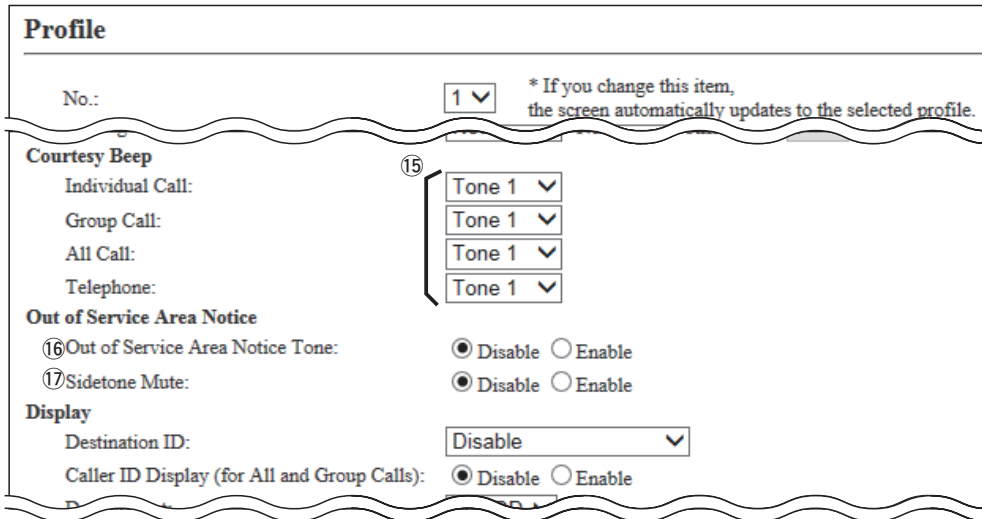 Profile
No.: 1 * If you change this item,
the screen automatically updates to the selected profile.
Courtesy Beep
⑮
Individual Call: Tone 1
Group Call: Tone 1
All Call: Tone 1
Telephone: Tone 1
Out of Service Area Notice
⑯Out of Service Area Notice Tone: Disable Enable
⑰Sidetone Mute: Disable Enable
Display
Destination ID: Disable
Caller ID Display (for All and Group Calls): Disable Enable